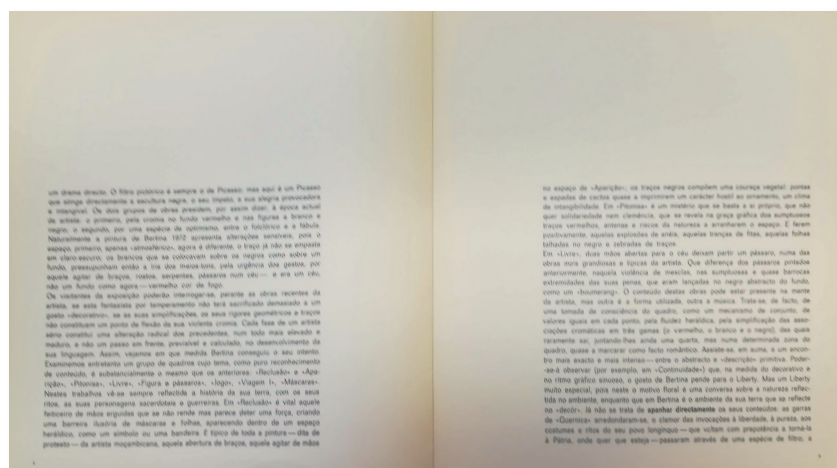 um drama directo. O filtro pictórico é sempre o de Picasso, mas aqui é um Picasso
que atinge directamente a escultura negra, o seu ímpeto, a sua alegria provocadora
e intangível. Os dois grupos de obras presidem, por assim dizer, à época actual
da artista: o primeiro, pela cromia no fundo vermelho e nas figuras a branco e
negro; o segundo, por uma espécie de optimismo, entre o folclórico e a fábula.
Naturalmente a pintura de Bertina 1972 apresenta alterações sensíveis, pois o
espaço, primeiro, apenas «atmosférico», agora é diferente, o traço já não se empasta
em claro-escuro, os brancos que se colocavam sobre os negros como sobre um
fundo, pressupunham então a íris dos meios-tons, pela urgência dos gestos, por
aquele agitar de braços, rostos, serpentes, pássaros num céu — e era um céu,
não um fundo como agora — vermelho cor de fogo.
Os visitantes da exposição poderão interrogar-se, perante as obras recentes da
artista, se esta fantasista por temperamento não terá sacrificado demasiado a um
gosto «decorativo», se as suas simplificações, os seus rigores geométricos e traços
não constituem um ponto de flexão da sua violenta cromia. Cada fase de um artista
sério constitui uma alteração radical dos precedentes, num todo mais elevado e
maduro, e não um passo em frente, previsível e calculado, no desenvolvimento da
sua linguagem. Assim, vejamos em que medida Bertina conseguiu o seu intento.
Examinemos entretanto um grupo de quadros cujo tema, como puro reconhecimento
de conteúdo, é substancialmente o mesmo que os anteriores: «Reclusão» e «Apa-
rição», «Pitonisa», «Livre», «Figura e pássaros», «Jogo», «Viagem I», «Máscaras».
Nestes trabalhos vê-se sempre reflectida a história da sua terra, com os seus
ritos, as suas personagens sacerdotais e guerreiras. Em «Reclusão» é vital aquele
feiticeiro de mãos erguidas que se não rende mas parece deter uma força, criando
uma barreira ilusória de máscaras e folhas, aparecendo dentro de um espaço
heráldico, como um símbolo ou uma bandeira. É típico de toda a pintura — dita de
protesto — da artista moçambicana, aquela abertura de braços, aquele agitar de mãos
no espaço de «Aparição»; os traços negros compõem uma couraça vegetal; pontas
e espadas de cactos quase a imprimirem um carácter hostil ao ornamento, um clima
de intangibilidade. Em «Pitonisa» é um mistério que se basta a si próprio, que não
quer solidariedade nem clemência, que se revela na graça gráfica dos sumptuosos
traços vermelhos, antenas e riscos da natureza a arranharem o espaço. E ferem
positivamente, aquelas explosões de areia, aquelas tranças de fitas, aquelas folhas
talhadas no negro e zebradas de traços.
Em «Livre», duas mãos abertas para o céu deixam partir um pássaro, numa das
obras mais grandiosas e típicas da artista. Que diferença dos pássaros pintados
anteriormente, naquela violência de mesclas, nas sumptuosas e quase barrocas
extremidades das suas penas, que eram lançadas no negro abstracto do fundo,
como um «boumerang». O conteúdo destas obras pode estar presente na mente
da artista, mas outra é a forma utilizada, outra a música. Trata-se, de facto, de
uma tomada de consciência do quadro, como um mecanismo de conjunto, de
valores iguais em cada ponto, pela fluidez heráldica, pela simplificação das asso-
ciações cromáticas em três gamas (o vermelho, o branco e o negro), das quais
raramente sai, juntando-lhes ainda uma quarta, mas numa determinada zona do
quadro, quase a marcarar como facto romântico. Assiste-se, em suma, a um encon-
tro mais exacto e mais intenso — entre o abstracto e «descrição» primitiva. Poder-
-se-á observar (por exemplo, em «Continuidade») que, na medida do decorativo e
no ritmo gráfico sinuoso, o gosto de Bertina pende para o Liberty. Mas um Liberty
muito especial, pois neste o motivo floral é uma conversa sobre a natureza reflec-
tida no ambiente, enquanto que em Bertina é o ambiente da sua terra que se reflecte
no «decór». Já não se trata de apanhar directamente os seus conteúdos: as garras
de «Guernica» arredondaram-se, o clamor das invocações à liberdade, à pureza, aos
costumes e ritos do seu povo longínquo — que voltam com prepotência a torna-la
à Pátria, onde quer que esteja — passaram através de uma espécie de filtro, a